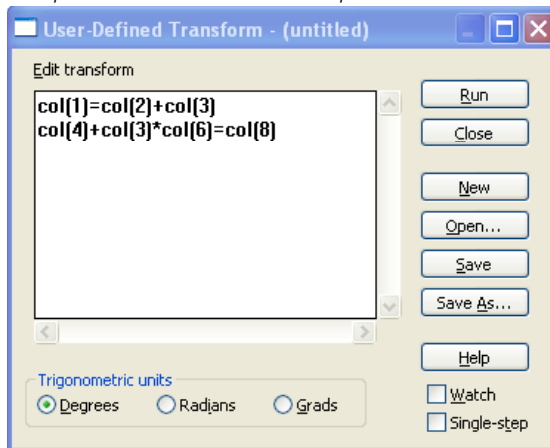 User-Defined Transform - (untitled)
Edit transform
col(1)=col(2)+col(3)
col(4)+col(3)*col(6)=col(8)
Run
Close
New
Open...
Save
Save As...
Help
Trigonometric units
Degrees
Radians
Grads
Watch
Single-step